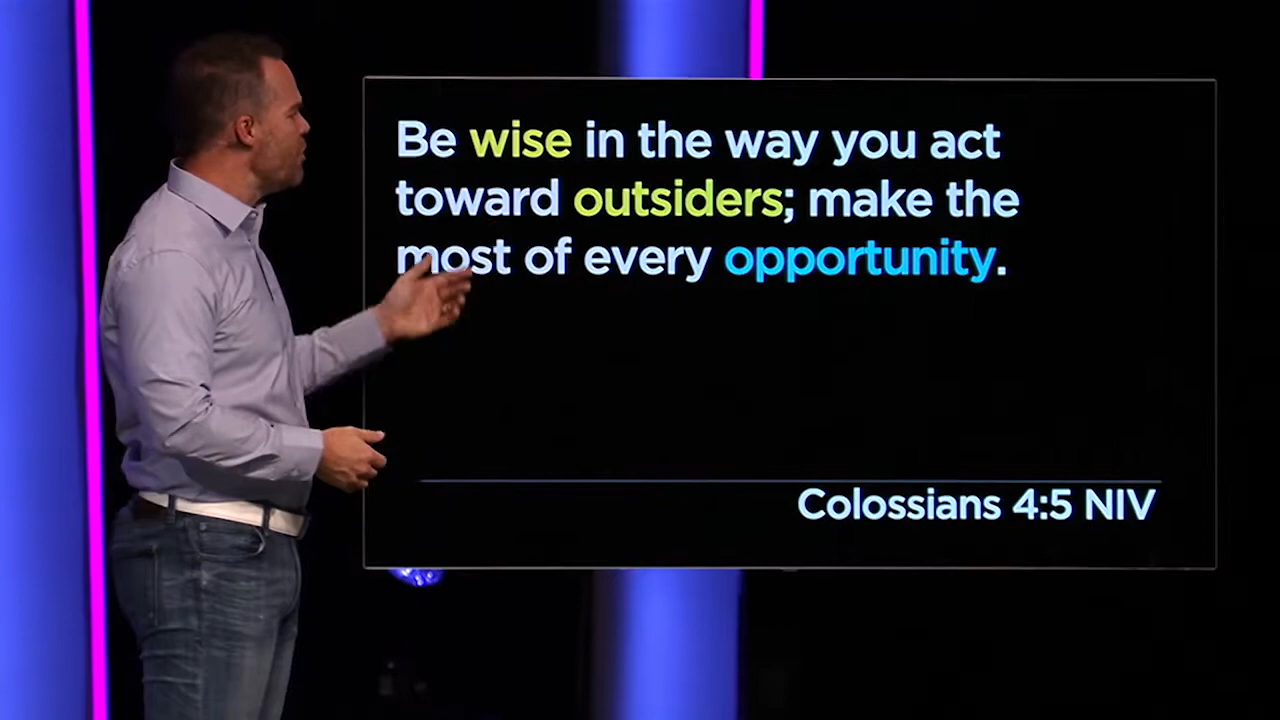 Be wise in the way you act
toward outsiders; make the
most of every opportunity.
Colossians 4:5 NIV